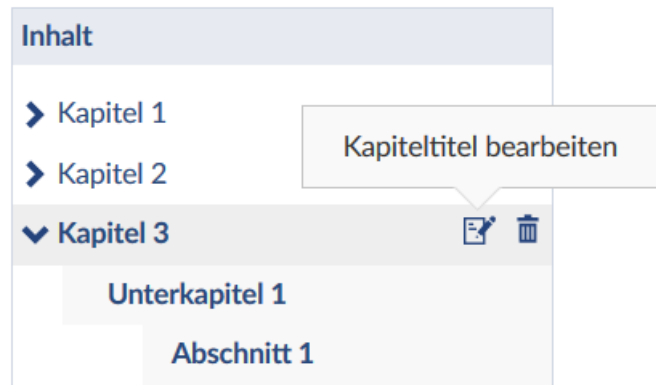 Inhalt
Kapitel 1
Kapiteltitel bearbeiten
Kapitel 2
Kapitel 3
Unterkapitel 1
Abschnitt 1